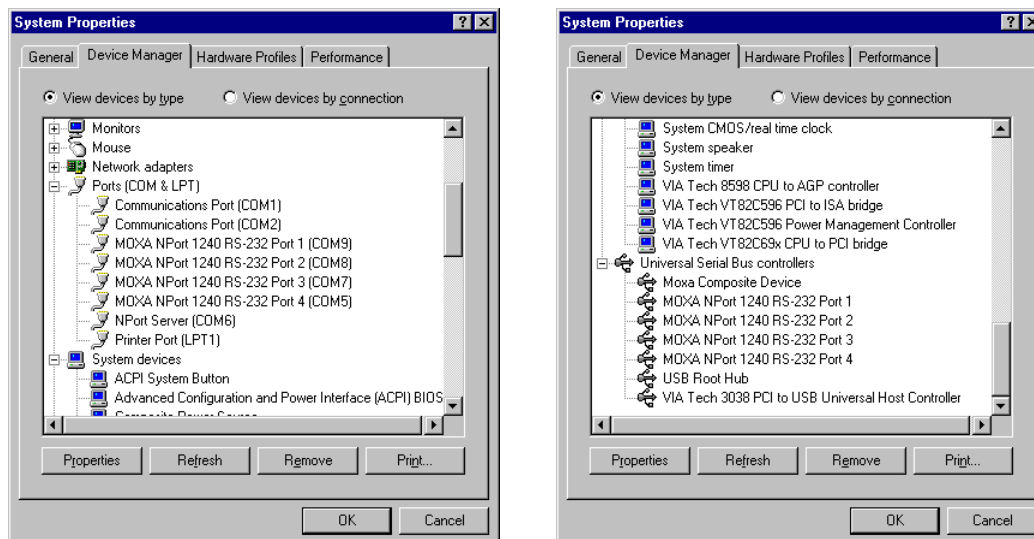 System Properties
General Device Manager Hardware Profiles Performance
View devices by type View devices by connection
Monitors
Mouse
Network adapters
Ports (COM & LPT)
Communications Port (COM1)
Communications Port (COM2)
MOXA NPort 1240 RS-232 Port 1 (COM9)
MOXA NPort 1240 RS-232 Port 2 (COM8)
MOXA NPort 1240 RS-232 Port 3 (COM7)
MOXA NPort 1240 RS-232 Port 4 (COM5)
NPort Server (COM6)
Printer Port (LPT1)
System devices
ACPI System Button
Advanced Configuration and Power Interface (ACPI) BIOS
Composite Power Source
Properties Refresh Remove Print...
OK Cancel
System Properties
General Device Manager Hardware Profiles Performance
View devices by type View devices by connection
System CMOS/real time clock
System speaker
System timer
VIA Tech 8598 CPU to AGP controller
VIA Tech VT82C596 PCI to ISA bridge
VIA Tech VT82C596 Power Management Controller
VIA Tech VT82C69x CPU to PCI bridge
Universal Serial Bus controllers
Moxa Composite Device
MOXA NPort 1240 RS-232 Port 1
MOXA NPort 1240 RS-232 Port 2
MOXA NPort 1240 RS-232 Port 3
MOXA NPort 1240 RS-232 Port 4
USB Root Hub
VIA Tech 3038 PCI to USB Universal Host Controller
Properties Refresh Remove Print...
OK Cancel